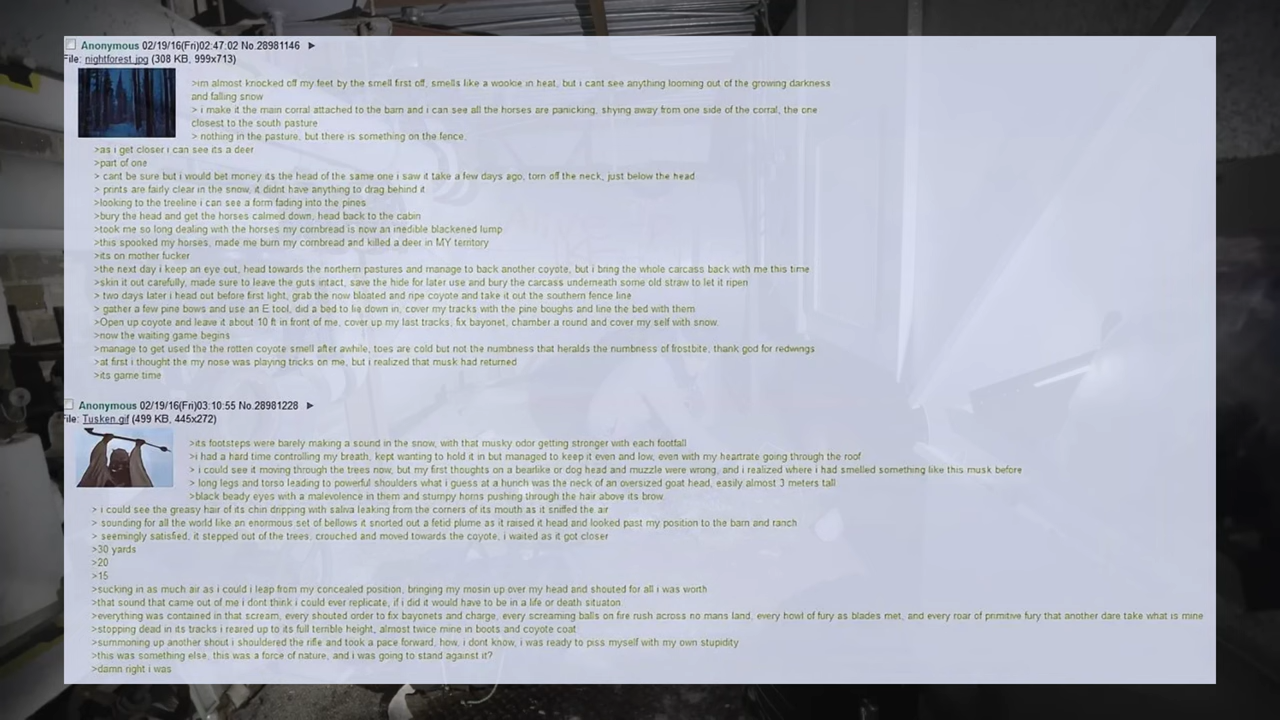 Anonymous 02/19/16(Fri)02:47:02 No.28981146 ▶
File: nightforest.jpg (308 KB, 999x713)
>im almost knocked off my feet by the smell first off, smells like a wookie in heat, but i cant see anything looming out of the growing darkness
and falling snow
> i make it the main corral attached to the barn and i can see all the horses are panicking, shying away from one side of the corral, the one
closest to the south pasture
> nothing in the pasture, but there is something on the fence,
>as i get closer i can see its a deer
>part of one
> cant be sure but i would bet money its the head of the same one i saw it take a few days ago, torn off the neck, just below the head
> prints are fairly clear in the snow, it didnt have anything to drag behind it
>looking to the treeline i can see a form fading into the pines
>bury the head and get the horses calmed down, head back to the cabin
>took me so long dealing with the horses my cornbread is now an inedible blackened lump
>this spooked my horses, made me burn my cornbread and killed a deer in MY territory
>its on mother fucker
>the next day i keep an eye out, head towards the northern pastures and manage to back another coyote, but i bring the whole carcass back with me this time
>skin it out carefully, made sure to leave the guts intact, save the hide for later use and bury the carcass underneath some old straw to let it ripen
> two days later i head out before first light, grab the now bloated and ripe coyote and take it out the southern fence line
> gather a few pine bows and use an E tool, did a bed to lie down in, cover my tracks with the pine boughs and line the bed with them
>Open up coyote and leave it about 10 ft in front of me, cover up my last tracks, fix bayonet, chamber a round and cover my self with snow.
>now the waiting game begins
>manage to get used the the rotten coyote smell after awhile, toes are cold but not the numbness that heralds the numbness of frostbite, thank god for redwings
>at first i thought the my nose was playing tricks on me, but i realized that musk had returned
>its game time
Anonymous 02/19/16(Fri)03:10:55 No.28981228 ▶
File: Tusken.gif (499 KB, 445x272)
>its footsteps were barely making a sound in the snow, with that musky odor getting stronger with each footfall
>i had a hard time controlling my breath, kept wanting to hold it in but managed to keep it even and low, even with my heartrate going through the roof
> i could see it moving through the trees now, but my first thoughts on a bearlike or dog head and muzzle were wrong, and i realized where i had smelled something like this musk before
> long legs and torso leading to powerful shoulders what i guess at a hunch was the neck of an oversized goat head, easily almost 3 meters tall
>black beady eyes with a malevolence in them and stumpy horns pushing through the hair above its brow.
> i could see the greasy hair of its chin dripping with saliva leaking from the corners of its mouth as it sniffed the air
> sounding for all the world like an enormous set of bellows it snorted out a fetid plume as it raised it head and looked past my position to the barn and ranch
> seemingly satisfied, it stepped out of the trees, crouched and moved towards the coyote, i waited as it got closer
>30 yards
>20
>15
>sucking in as much air as i could i leap from my concealed position, bringing my mosin up over my head and shouted for all i was worth
>that sound that came out of me i dont think i could ever replicate, if i did it would have to be in a life or death situaton.
>everything was contained in that scream, every shouted order to fix bayonets and charge, every screaming balls on fire rush across no mans land, every howl of fury as blades met, and every roar of primitive fury that another dare take what is mine
>stopping dead in its tracks i reared up to its full terrible height, almost twice mine in boots and coyote coat
>summoning up another shout i shouldered the rifle and took a pace forward, how, i dont know, i was ready to piss myself with my own stupidity
>this was something else, this was a force of nature, and i was going to stand against it?
>damn right i was